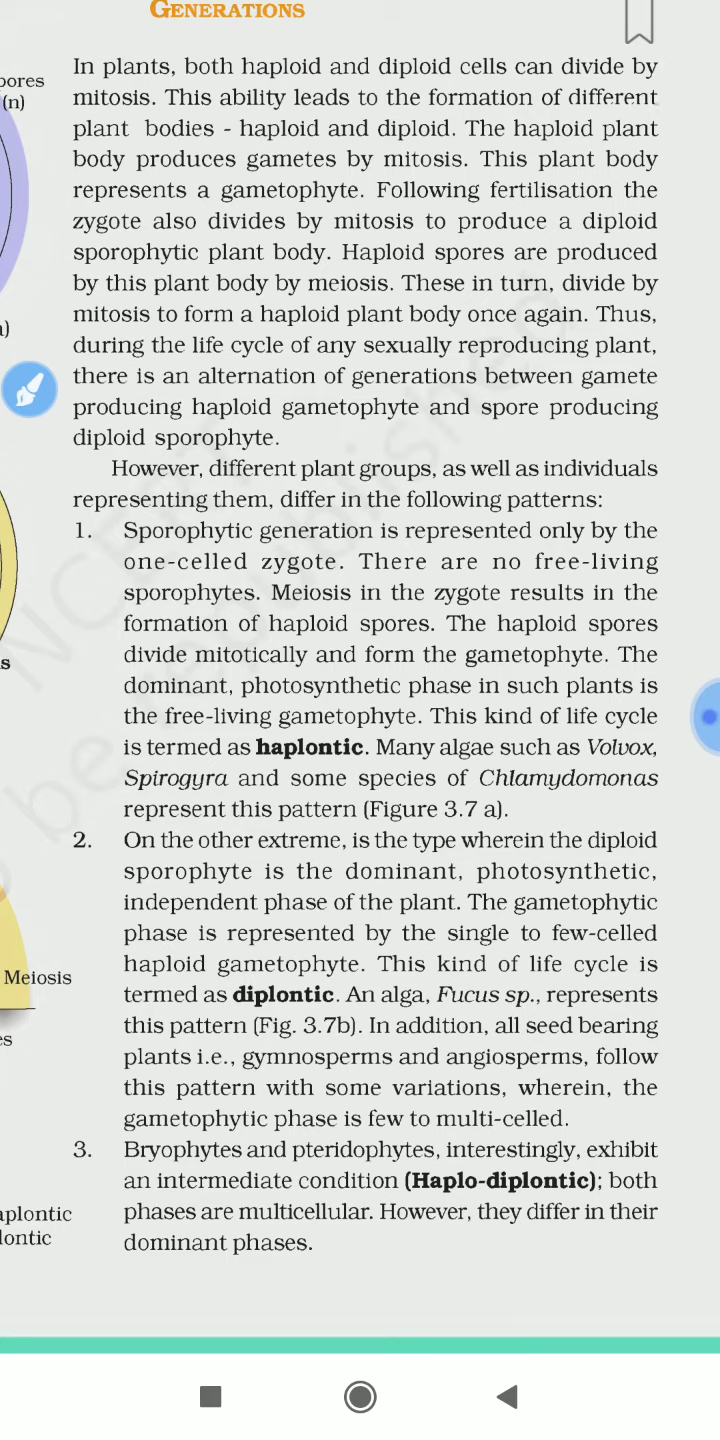 GENERATIONS
In plants, both haploid and diploid cells can divide by
mitosis. This ability leads to the formation of different
plant bodies - haploid and diploid. The haploid plant
body produces gametes by mitosis. This plant body
represents a gametophyte. Following fertilisation the
zygote also divides by mitosis to produce a diploid
sporophytic plant body. Haploid spores are produced
by this plant body by meiosis. These in turn, divide by
mitosis to form a haploid plant body once again. Thus,
during the life cycle of any sexually reproducing plant,
there is an alternation of generations between gamete
producing haploid gametophyte and spore producing
diploid sporophyte.
However, different plant groups, as well as individuals
representing them, differ in the following patterns:
1. Sporophytic generation is represented only by the
one-celled zygote. There are no free-living
sporophytes. Meiosis in the zygote results in the
formation of haploid spores. The haploid spores
divide mitotically and form the gametophyte. The
dominant, photosynthetic phase in such plants is
the free-living gametophyte. This kind of life cycle
is termed as haplontic. Many algae such as Volvox,
Spirogyra and some species of Chlamydomonas
represent this pattern (Figure 3.7 a).
2. On the other extreme, is the type wherein the diploid
sporophyte is the dominant, photosynthetic,
independent phase of the plant. The gametophytic
phase is represented by the single to few-celled
haploid gametophyte. This kind of life cycle is
termed as diplontic. An alga, Fucus sp., represents
this pattern (Fig. 3.7b). In addition, all seed bearing
plants i.e., gymnosperms and angiosperms, follow
this pattern with some variations, wherein, the
gametophytic phase is few to multi-celled.
3. Bryophytes and pteridophytes, interestingly, exhibit
an intermediate condition (Haplo-diplontic); both
phases are multicellular. However, they differ in their
dominant phases.
pores
(n)
)
s
Meiosis
es
aplontic
lontic
NCERT
be republished